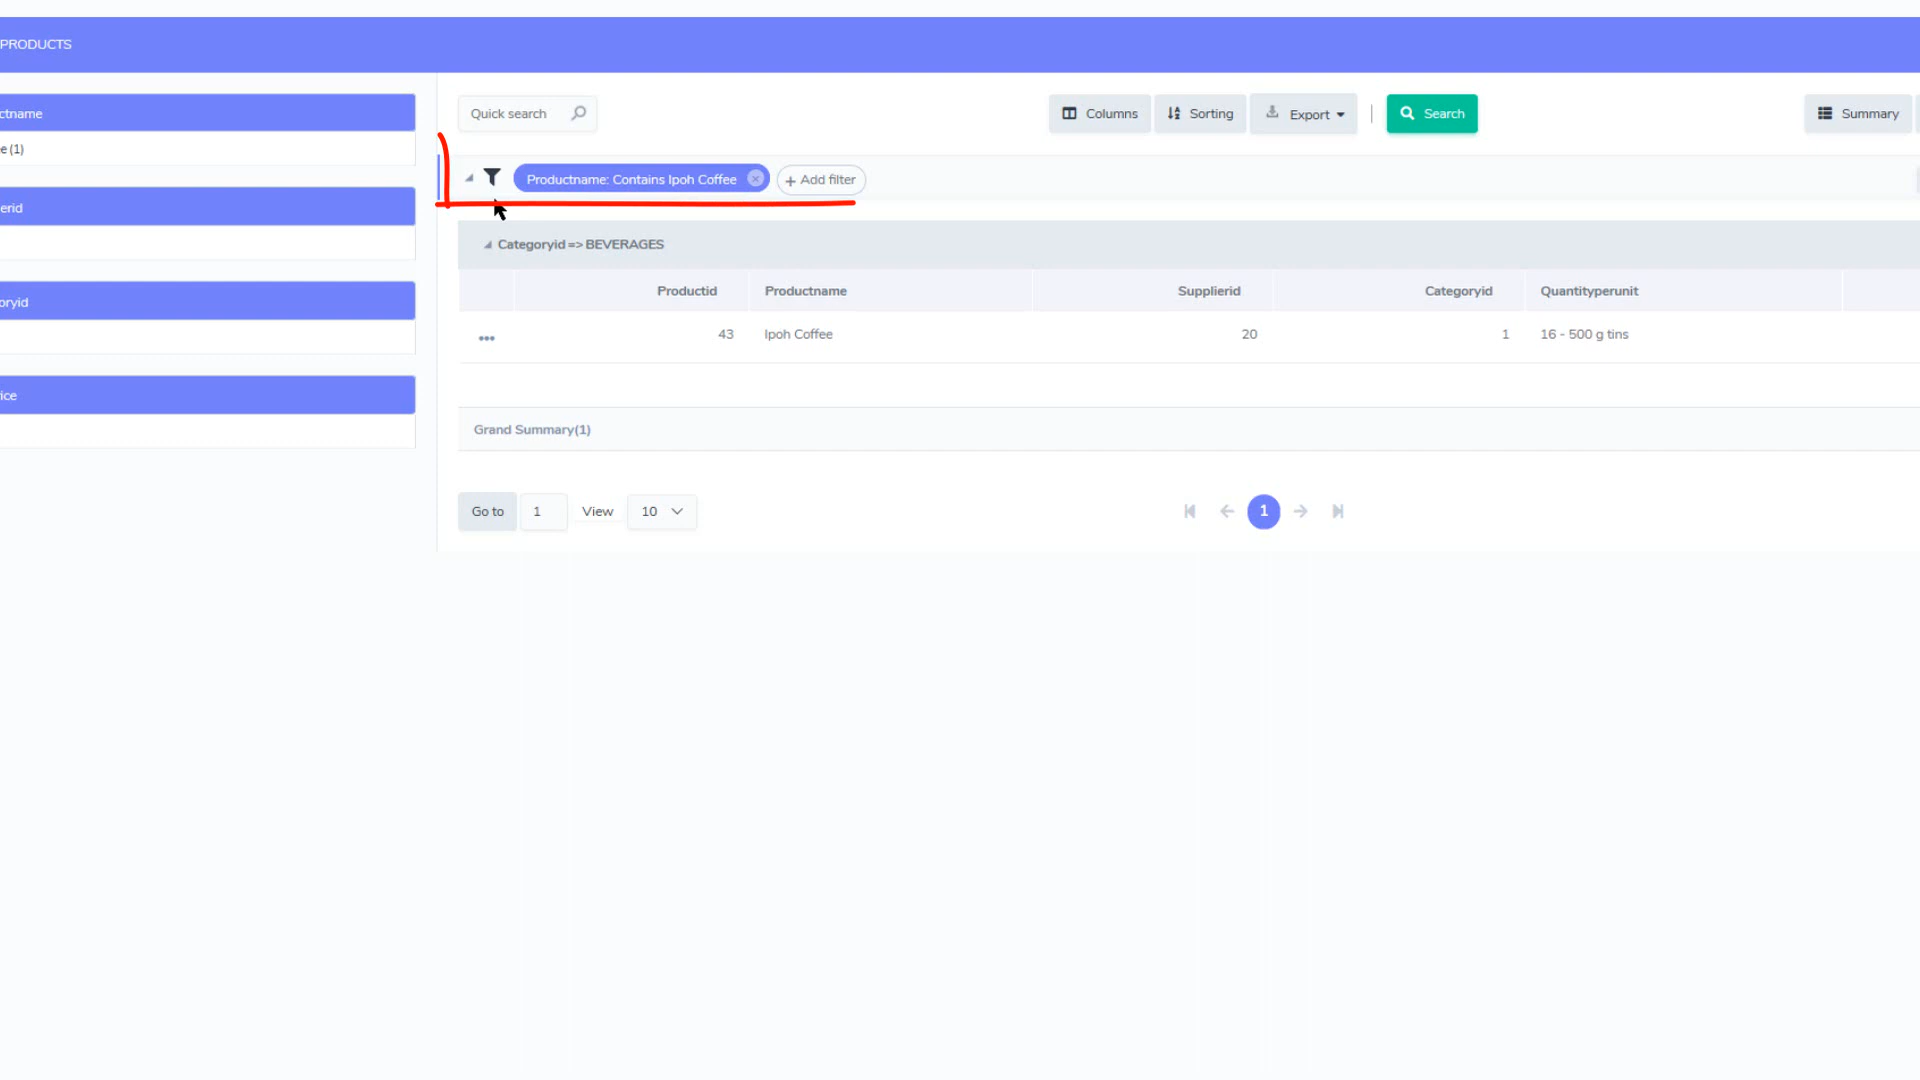 PRODUCTS
ctname
e (1)
erid
oryid
ice
Quick search
Columns
Sorting
Export
Search
Summary
Productname: Contains Ipoh Coffee
+ Add filter
Categoryid => BEVERAGES
Productid Productname Supplierid Categoryid Quantityperunit
43 Ipoh Coffee 20 1 16 - 500 g tins
Grand Summary(1)
Go to 1 View 10
1